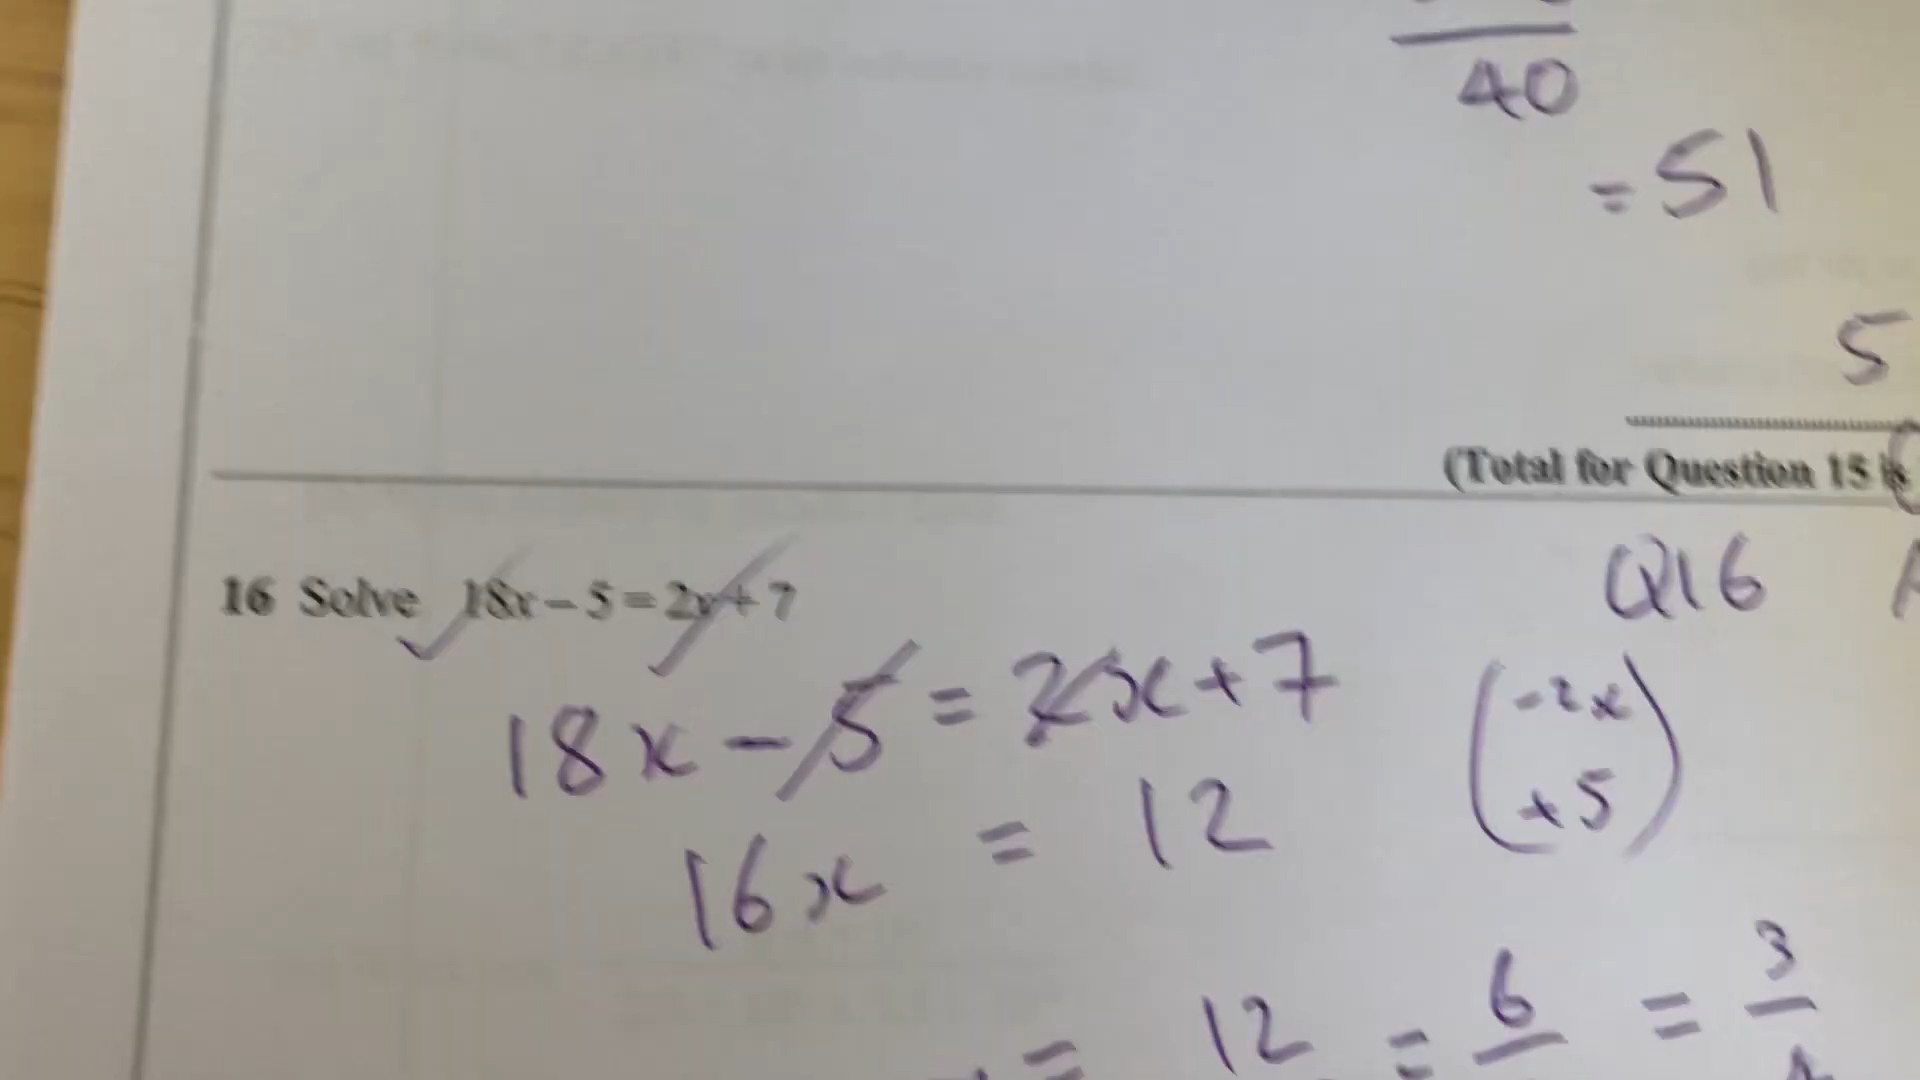 40
= 51
5
(Total for Question 15 is
16 Solve 18x – 5 = 2x + 7
Q16
18x - 5 = 2x + 7 (-2x +5)
16x = 12
= 12 = 6 = 3